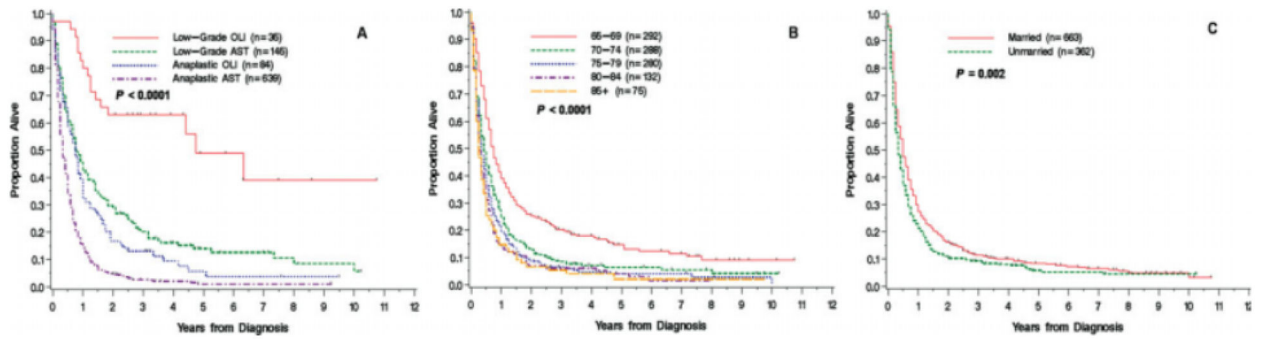 A
Low-Grade OLI (n=36)
Low-Grade AST (n=146)
Anaplastic OLI (n=84)
Anaplastic AST (n=639)
P < 0.0001
Proportion Alive
1.0
0.9
0.8
0.7
0.6
0.5
0.4
0.3
0.2
0.1
0.0
0 1 2 3 4 5 6 7 8 9 10 11 12
Years from Diagnosis
B
66-69 (n=292)
70-74 (n=288)
75-79 (n=280)
80-84 (n=132)
85+ (n=76)
P < 0.0001
Proportion Alive
1.0
0.9
0.8
0.7
0.6
0.5
0.4
0.3
0.2
0.1
0.0
0 1 2 3 4 5 6 7 8 9 10 11 12
Years from Diagnosis
C
Married (n=663)
Unmarried (n=362)
P = 0.002
Proportion Alive
1.0
0.9
0.8
0.7
0.6
0.5
0.4
0.3
0.2
0.1
0.0
0 1 2 3 4 5 6 7 8 9 10 11
Years from Diagnosis